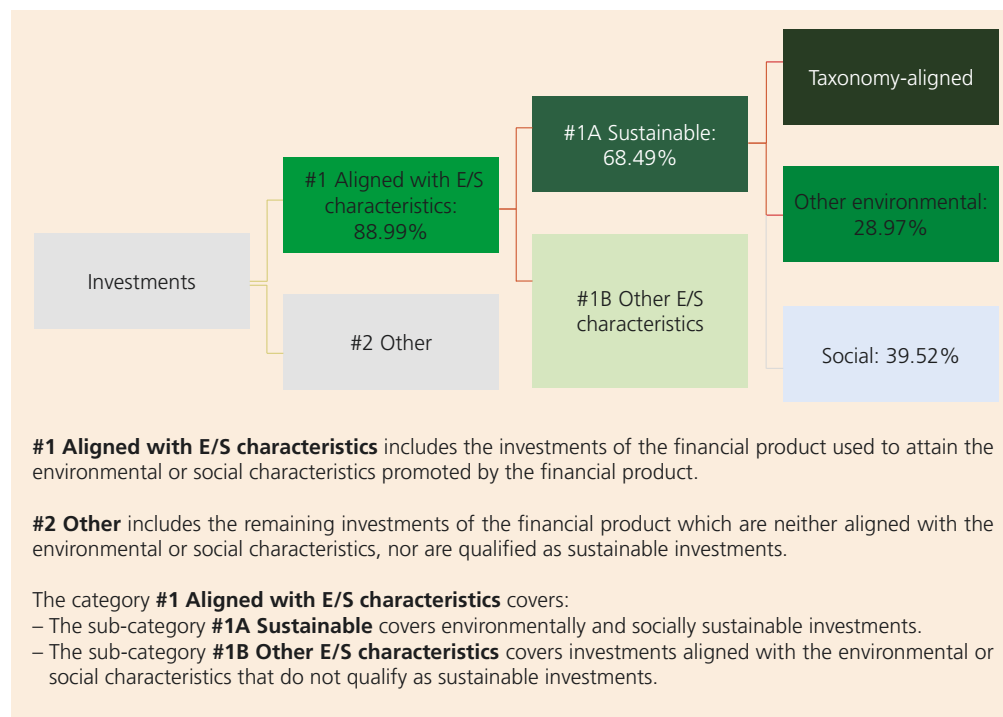 Investments
#1 Aligned with E/S
characteristics:
88.99%
#2 Other
#1A Sustainable:
68.49%
#1B Other E/S
characteristics
Taxonomy-aligned
Other environmental:
28.97%
Social: 39.52%
#1 Aligned with E/S characteristics includes the investments of the financial product used to attain the
environmental or social characteristics promoted by the financial product.
#2 Other includes the remaining investments of the financial product which are neither aligned with the
environmental or social characteristics, nor are qualified as sustainable investments.
The category #1 Aligned with E/S characteristics covers:
– The sub-category #1A Sustainable covers environmentally and socially sustainable investments.
– The sub-category #1B Other E/S characteristics covers investments aligned with the environmental or
social characteristics that do not qualify as sustainable investments.